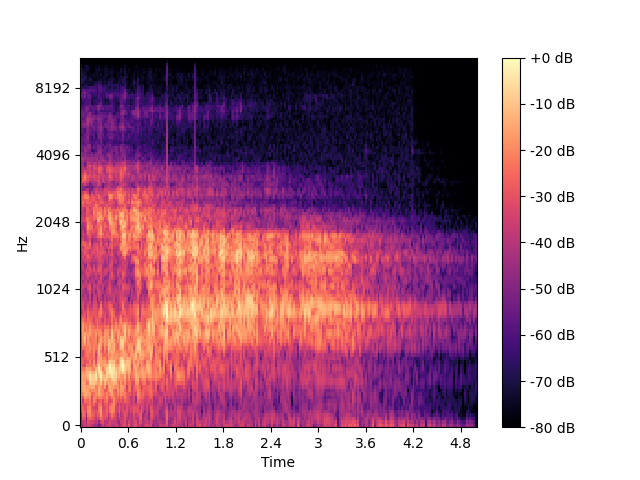 +0 dB
8192
-10 dB
4096
-20 dB
-30 dB
2048
-40 dB
Hz
1024
-50 dB
512
-60 dB
-70 dB
0
-80 dB
0 0.6 1.2 1.8 2.4 3 3.6 4.2 4.8
Time